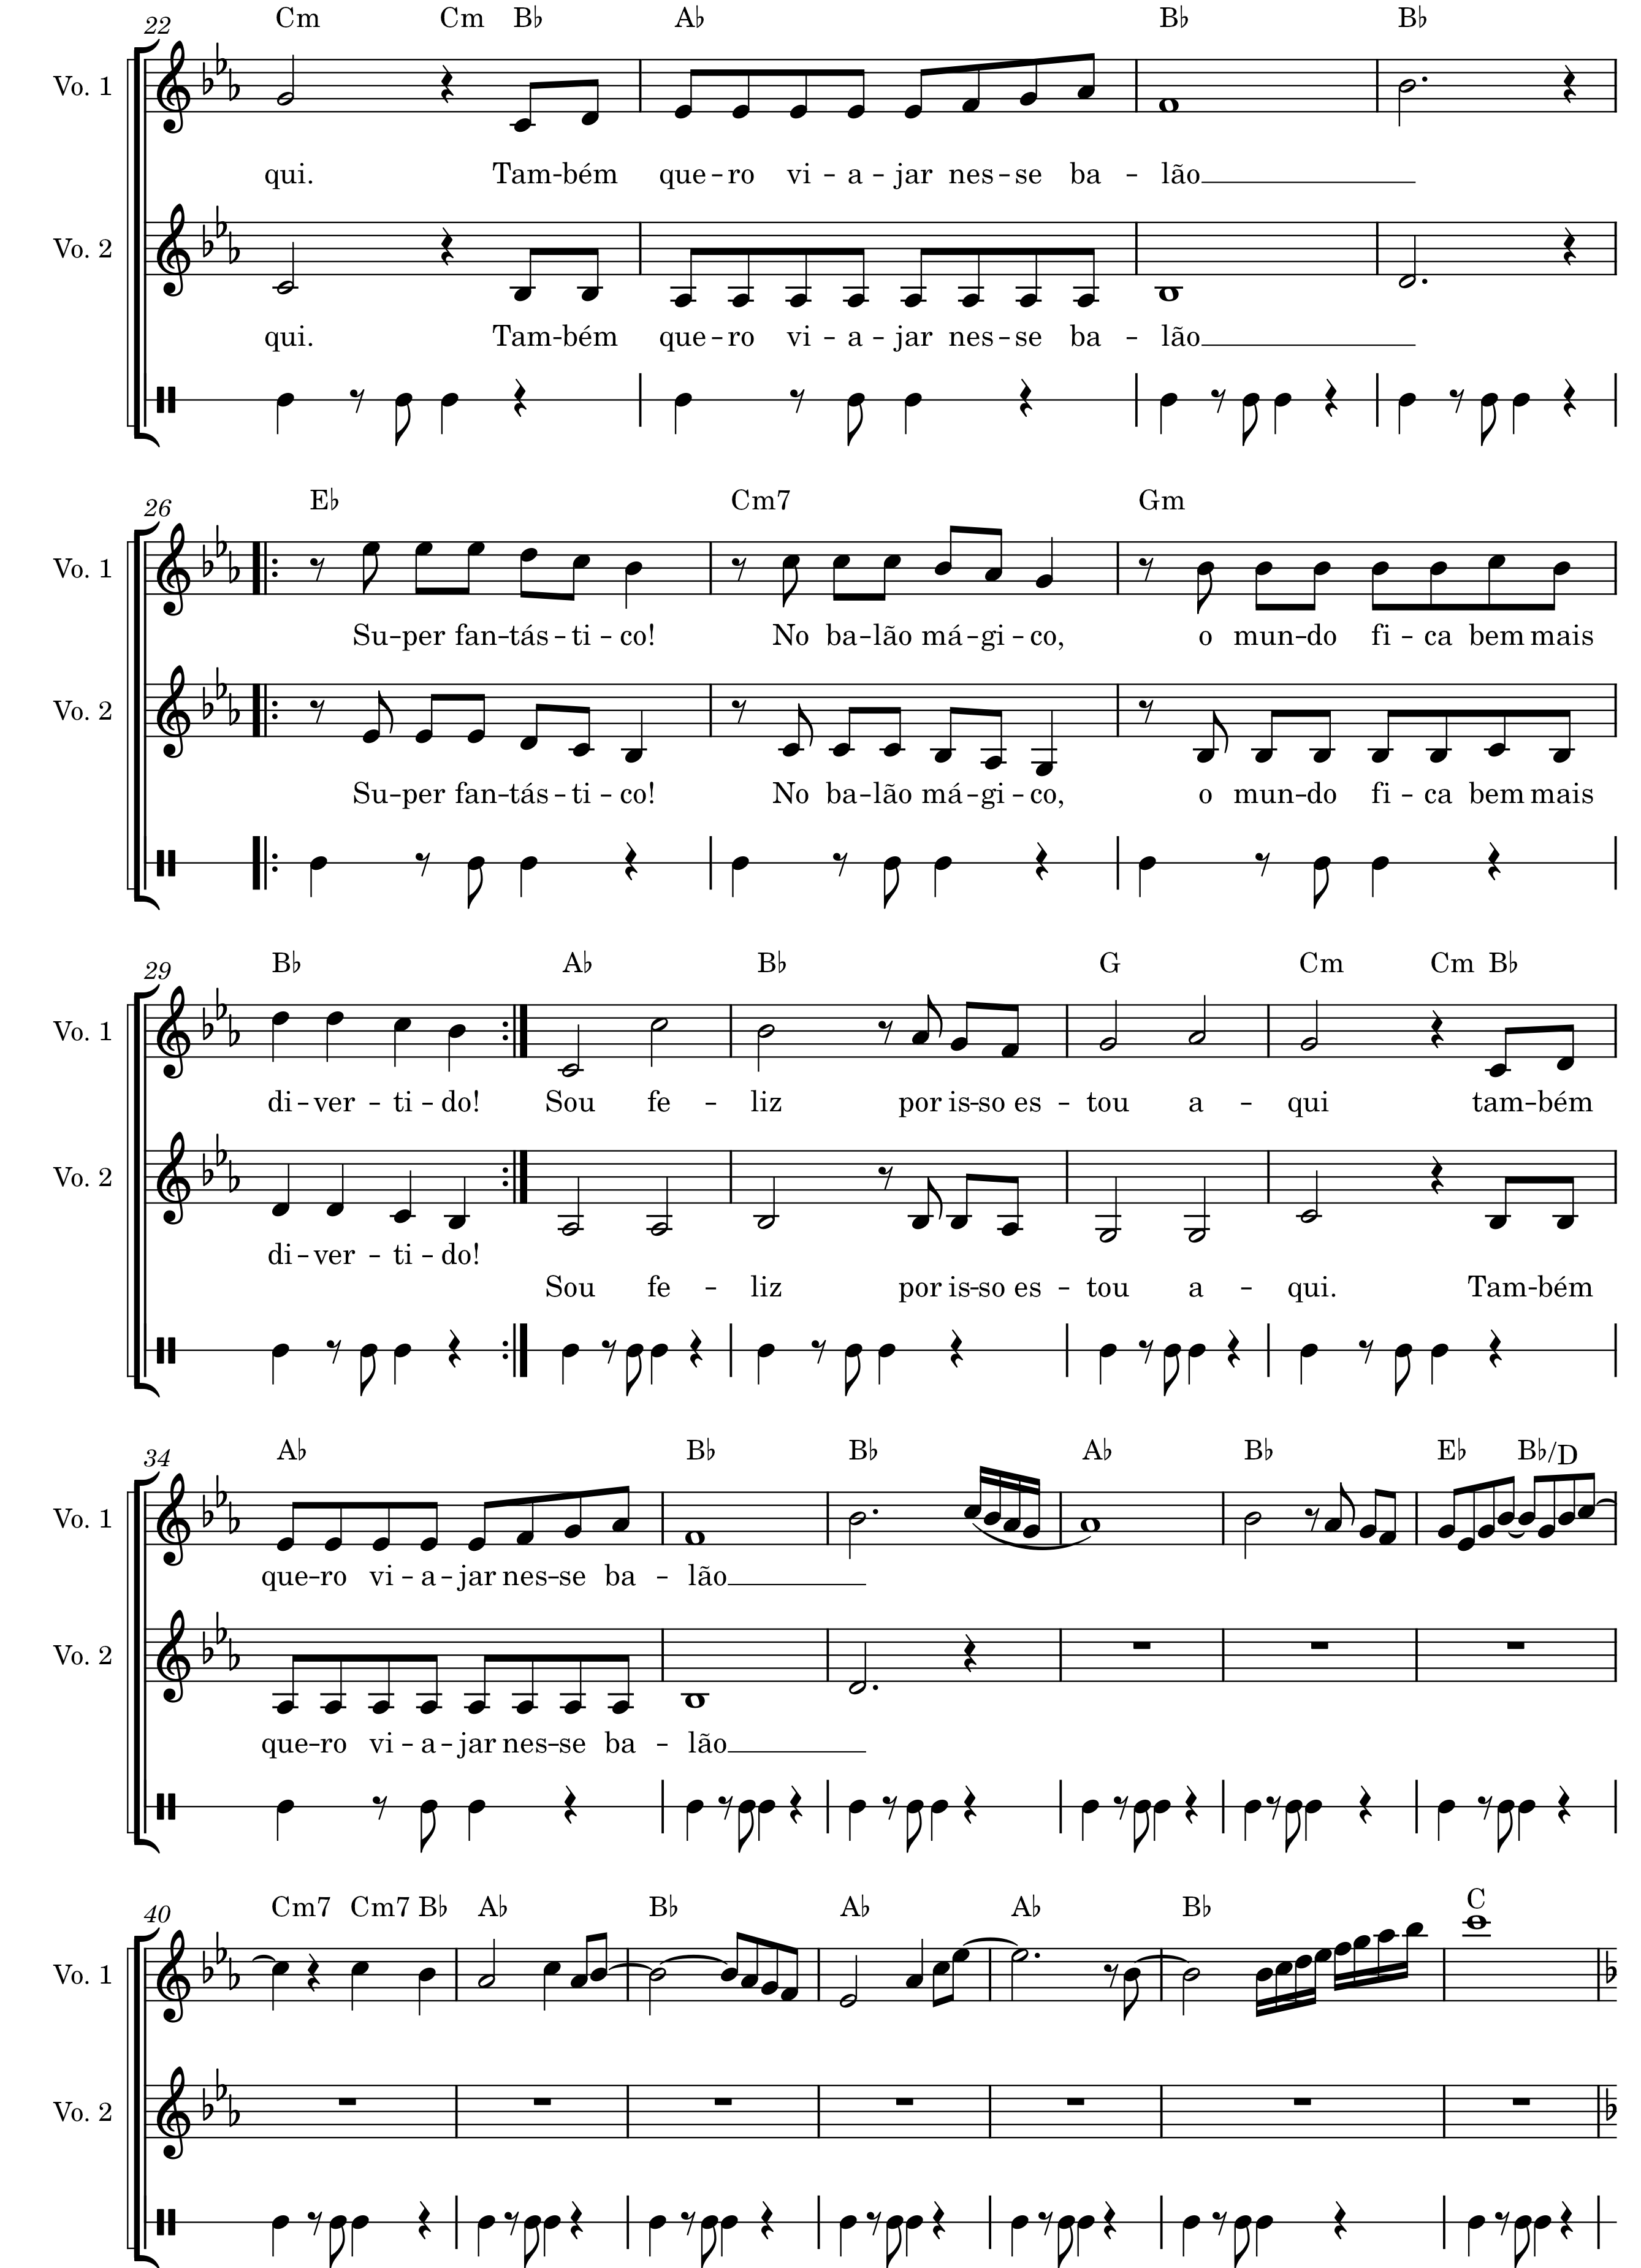 22 Cm Cm B♭ A♭ B♭ B♭
Vo. 1
qui. Tam-bém que-ro vi-a-jar nes-se ba-lão
Vo. 2
qui. Tam-bém que-ro vi-a-jar nes-se ba-lão
26 E♭ Cm7 Gm
Vo. 1
Su-per fan-tás-ti-co! No ba-lão má-gi-co, o mun-do fi-ca bem mais
Vo. 2
Su-per fan-tás-ti-co! No ba-lão má-gi-co, o mun-do fi-ca bem mais
29 B♭ A♭ B♭ G Cm Cm B♭
Vo. 1
di-ver-ti-do! Sou fe-liz por is-so es-tou a-qui tam-bém
Vo. 2
di-ver-ti-do!
Sou fe-liz por is-so es-tou a-qui. Tam-bém
34 A♭ B♭ B♭ A♭ B♭ E♭ B♭/D
Vo. 1
que-ro vi-a-jar nes-se ba-lão
Vo. 2
que-ro vi-a-jar nes-se ba-lão
40 Cm7 Cm7 B♭ A♭ B♭ A♭ A♭ B♭ C
Vo. 1
Vo. 2